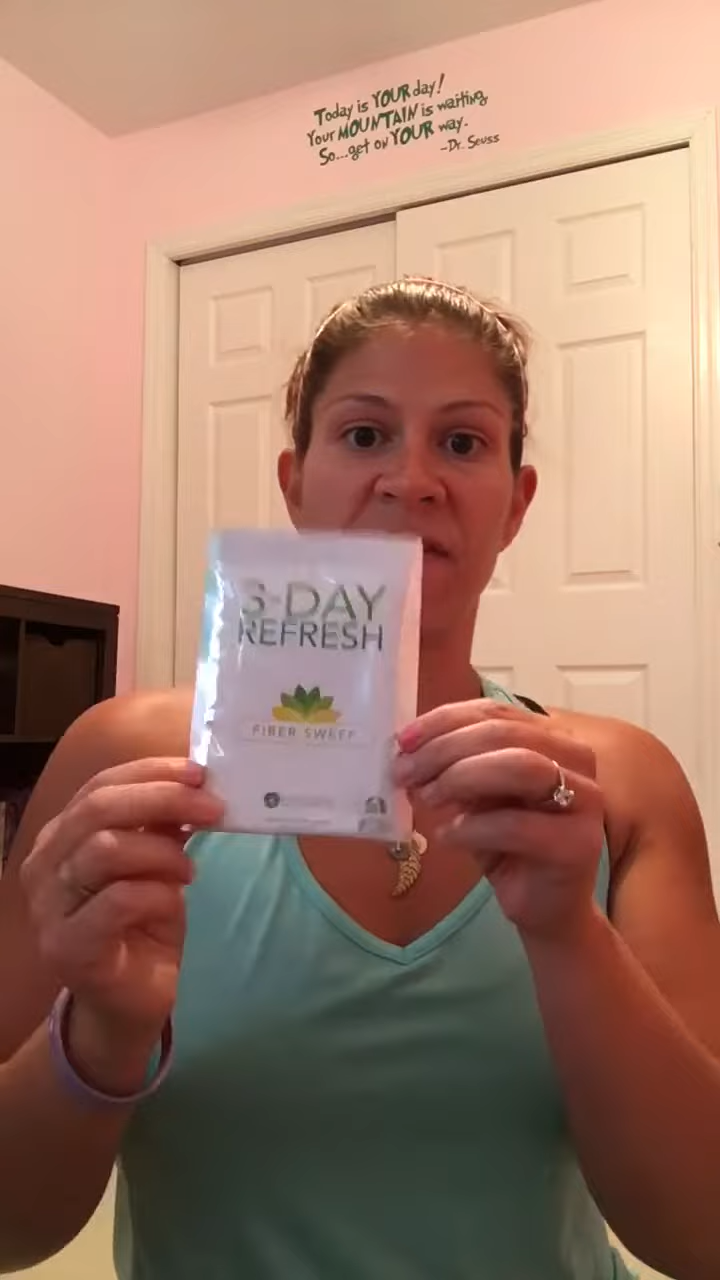 Today is YOUR day!
Your MOUNTAIN is waiting,
So...get on YOUR way.
-Dr. Seuss
3-DAY
REFRESH
FIBER SWEEP